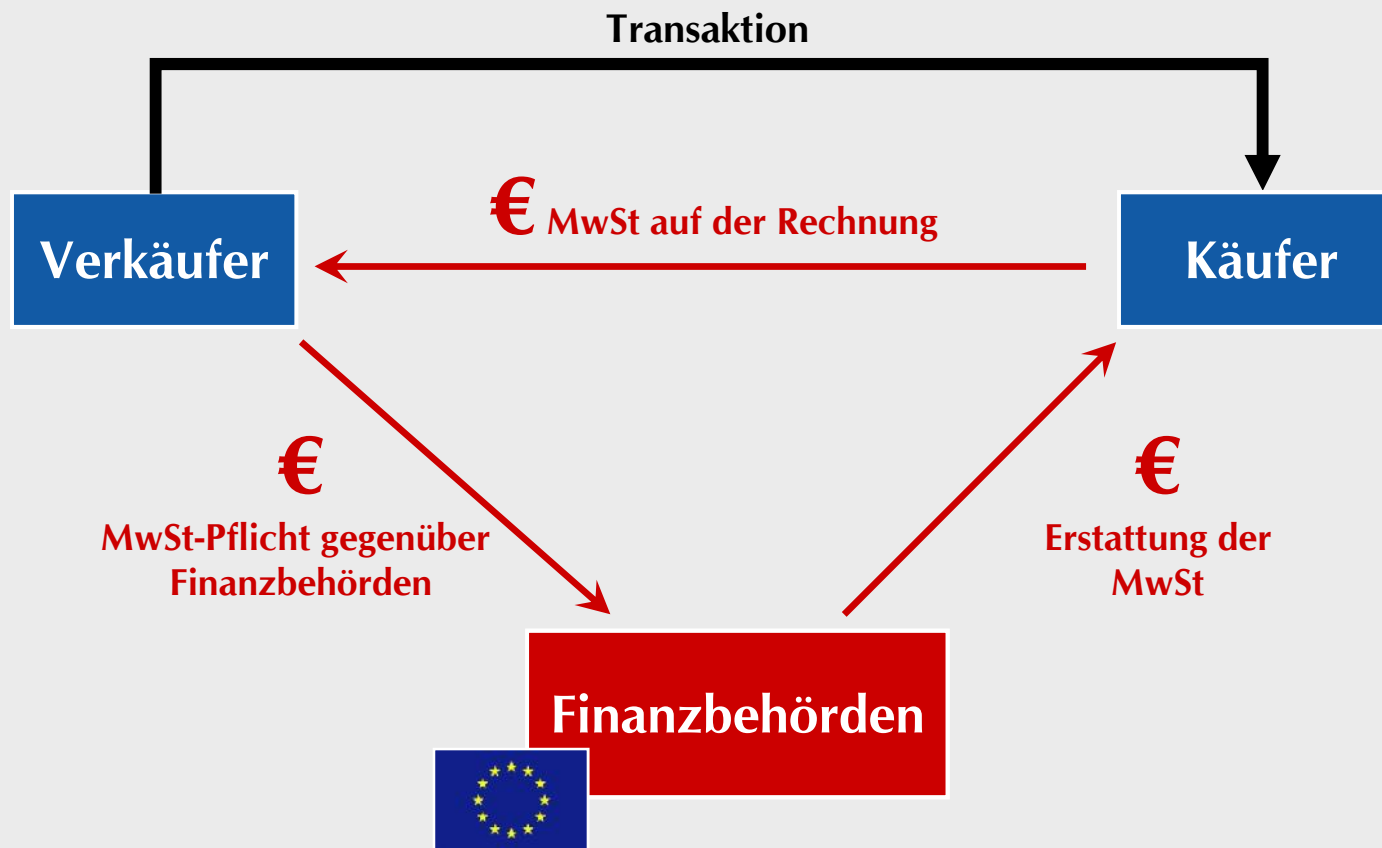 Transaktion
€ MwSt auf der Rechnung
Verkäufer
Käufer
€
MwSt-Pflicht gegenüber
Finanzbehörden
€
Erstattung der
MwSt
Finanzbehörden